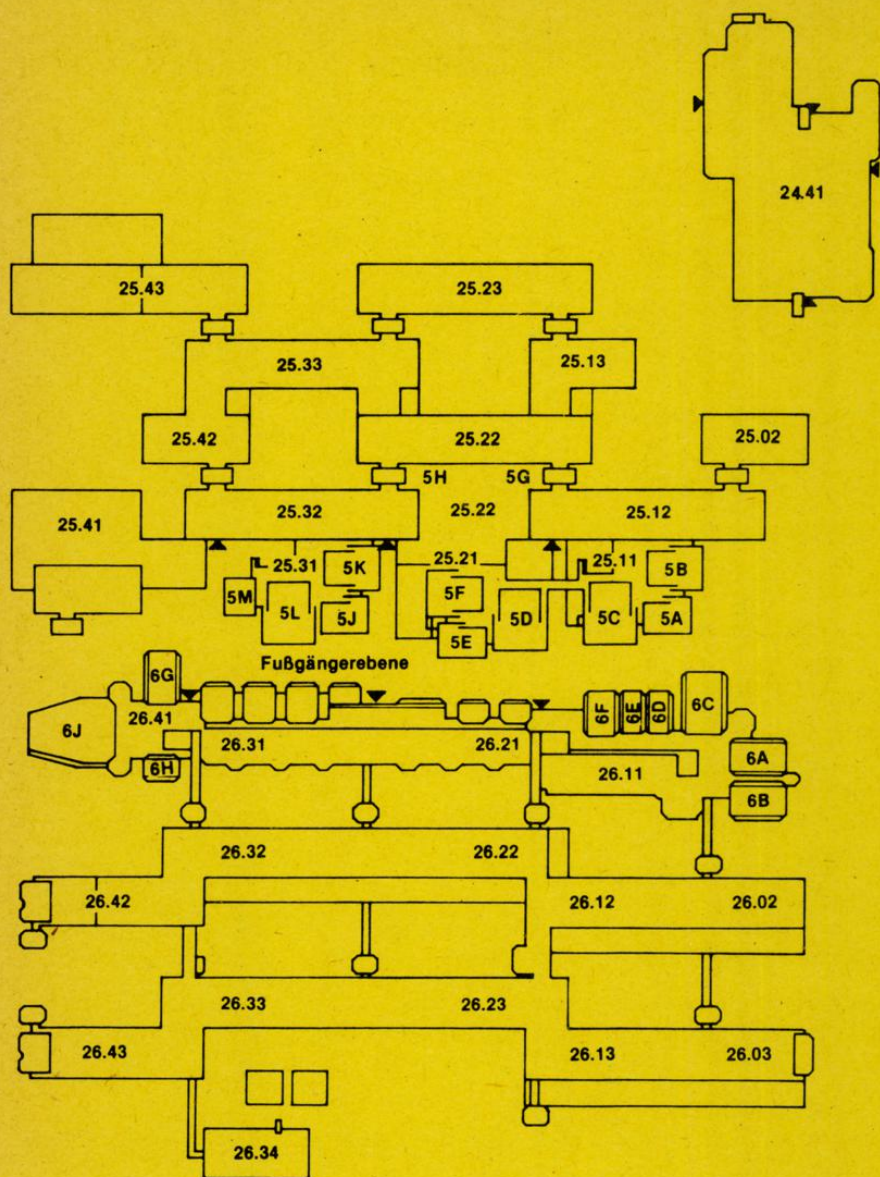 24.41
25.43
25.23
25.33
25.13
25.42
25.22
25.02
5H
5G
25.41
25.32
25.22
25.12
25.31
5K
25.21
25.11
5B
5M
5L
5J
5F
5E
5D
5C
5A
Fußgängerebene
6G
6J
26.41
6H
26.31
26.21
6F
6E
6D
6C
26.11
6A
6B
26.32
26.22
26.42
26.12
26.02
26.33
26.23
26.43
26.13
26.03
26.34